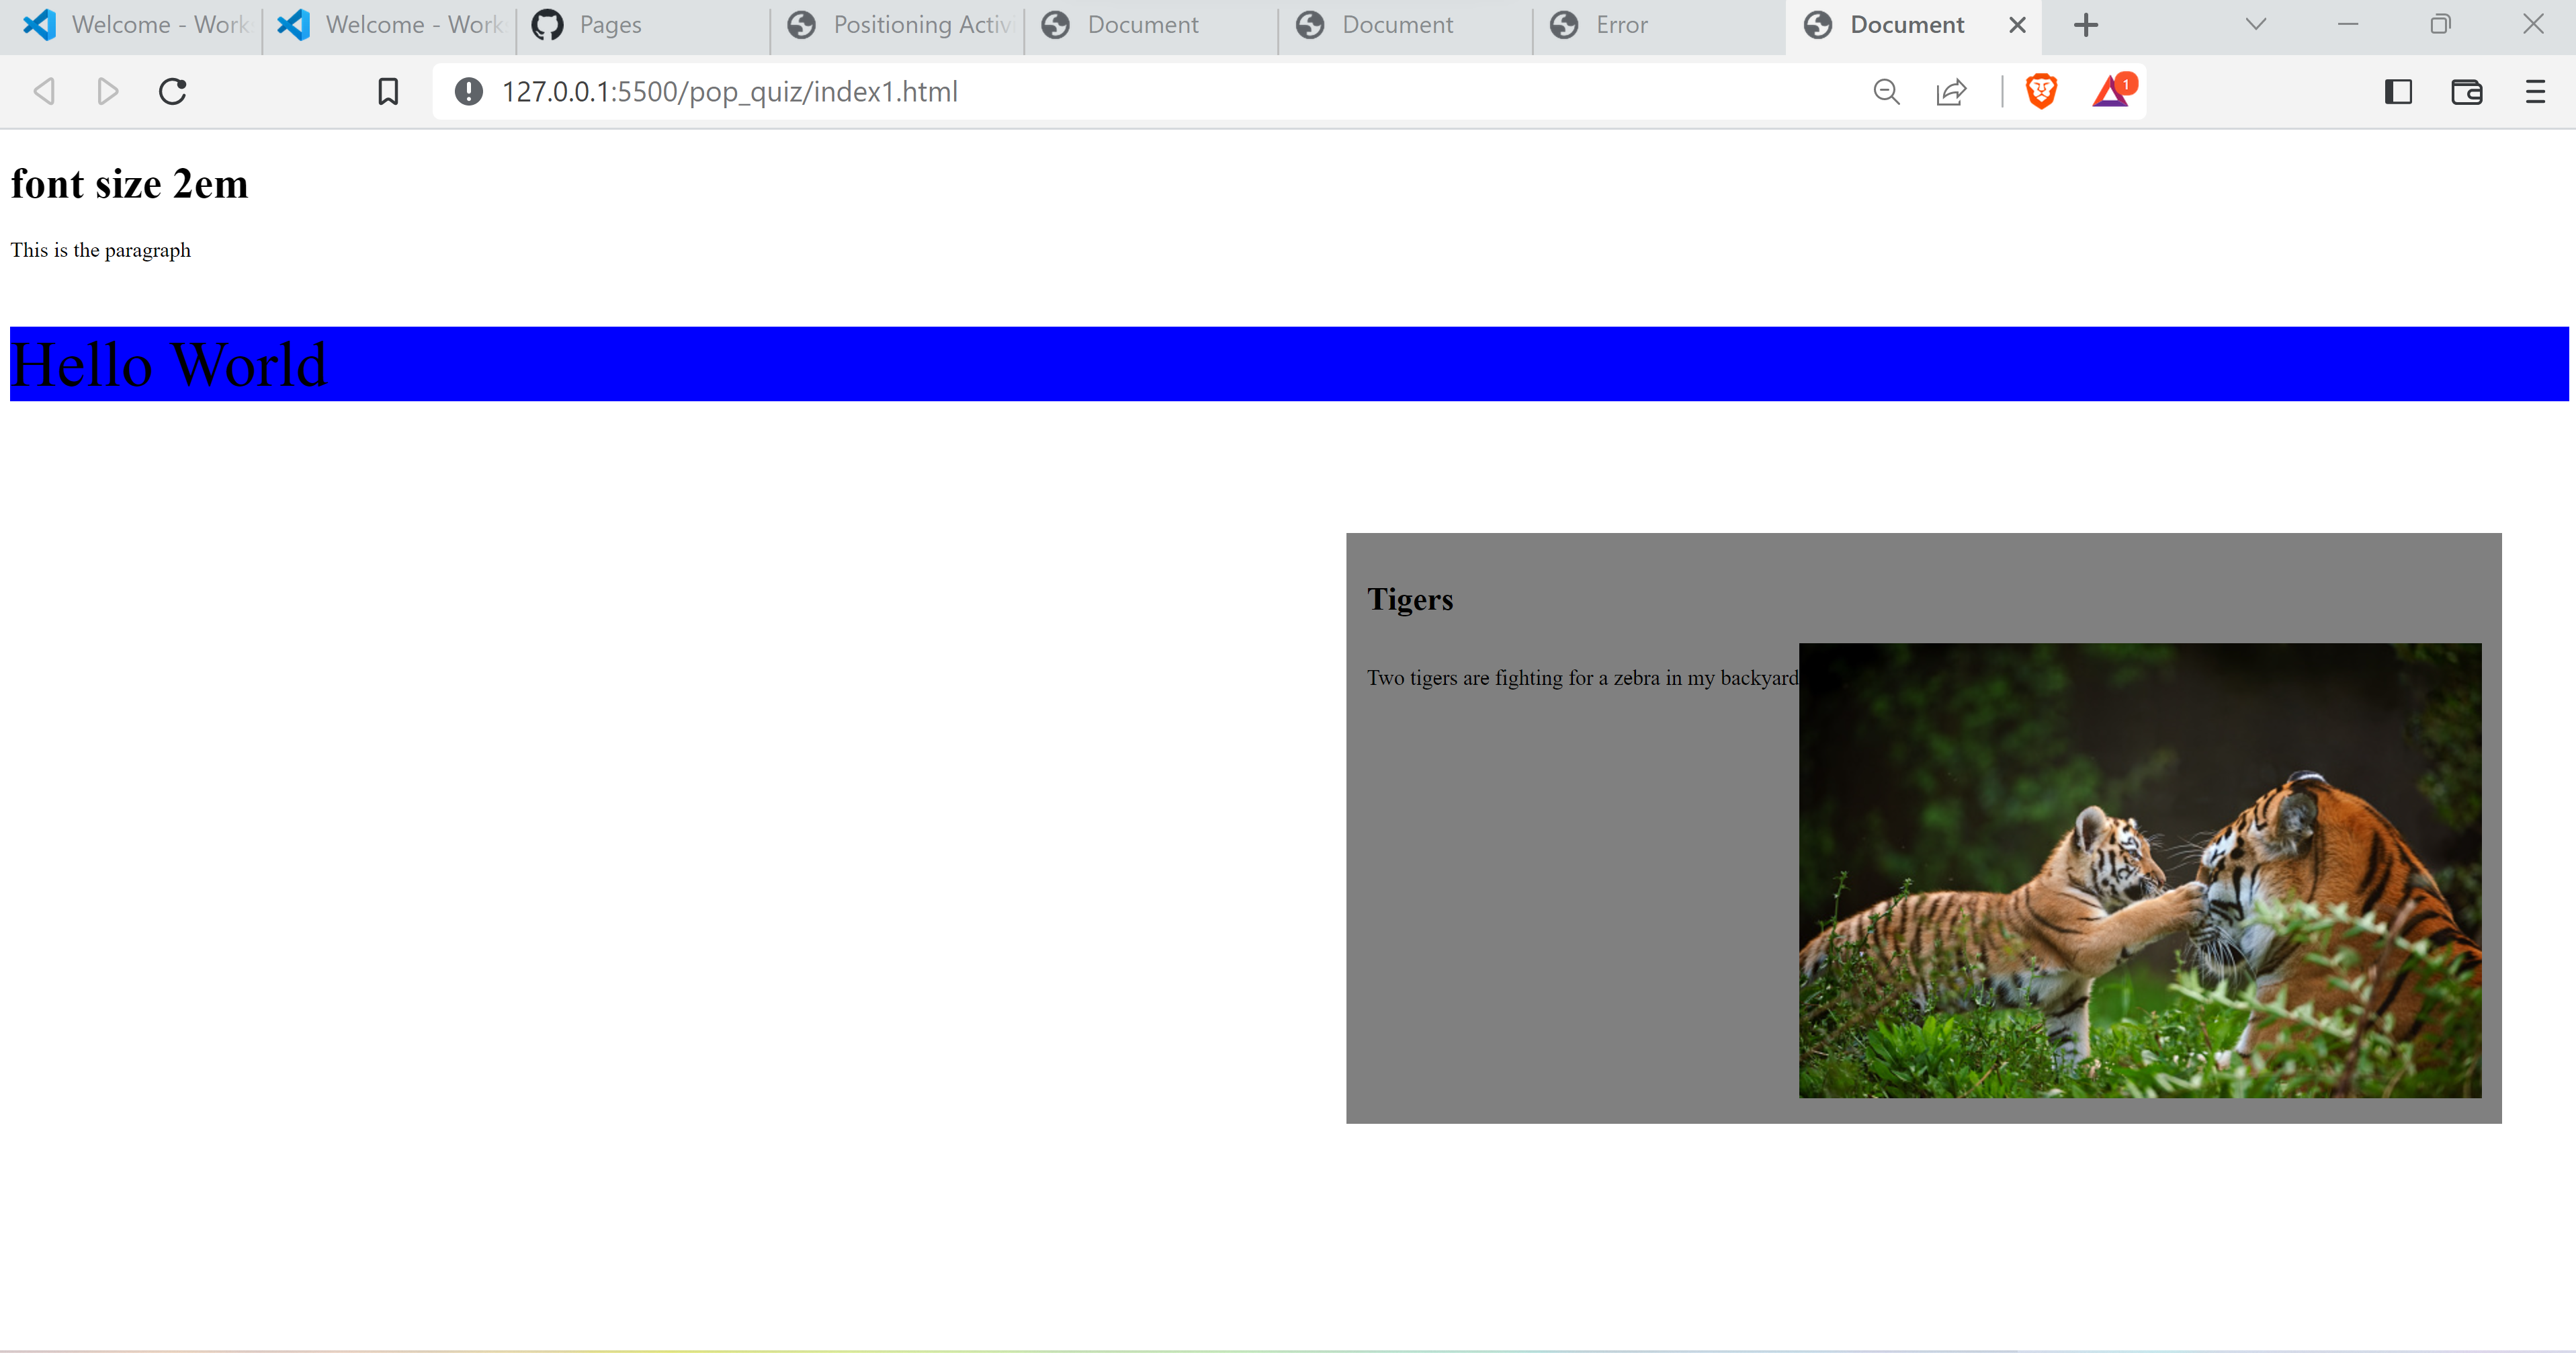 Welcome - Work
Welcome - Work
Pages
Positioning Activ
Document
Document
Error
Document
127.0.0.1:5500/pop_quiz/index1.html
1
font size 2em
This is the paragraph
Hello World
Tigers
Two tigers are fighting for a zebra in my backyard